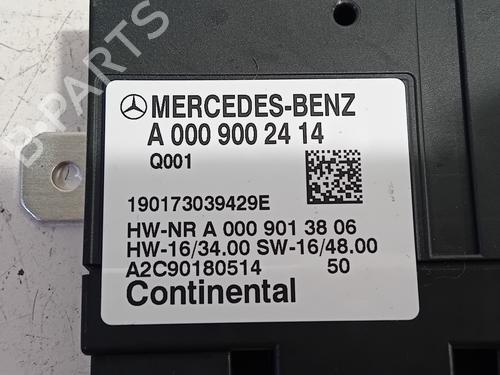 B-PARTS
MERCEDES-BENZ
A 000 900 24 14
Q001
190173039429E
HW-NR A 000 901 38 06
HW-16/34.00 SW-16/48.00
A2C90180514 50
Continental